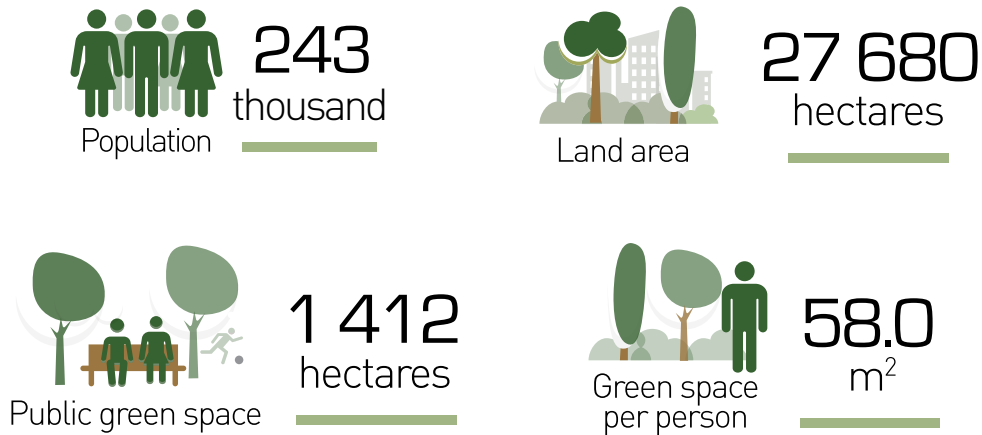 243
thousand
Population
27 680
hectares
Land area
1 412
hectares
Public green space
58.0
m²
Green space
per person